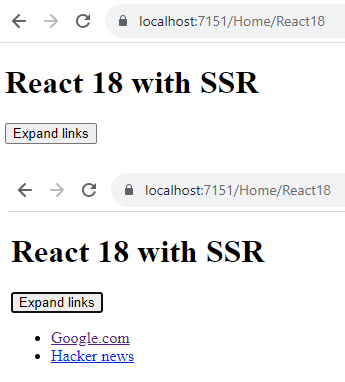 localhost:7151/Home/React18
React 18 with SSR
Expand links
localhost:7151/Home/React18
React 18 with SSR
Expand links
Google.com
Hacker news